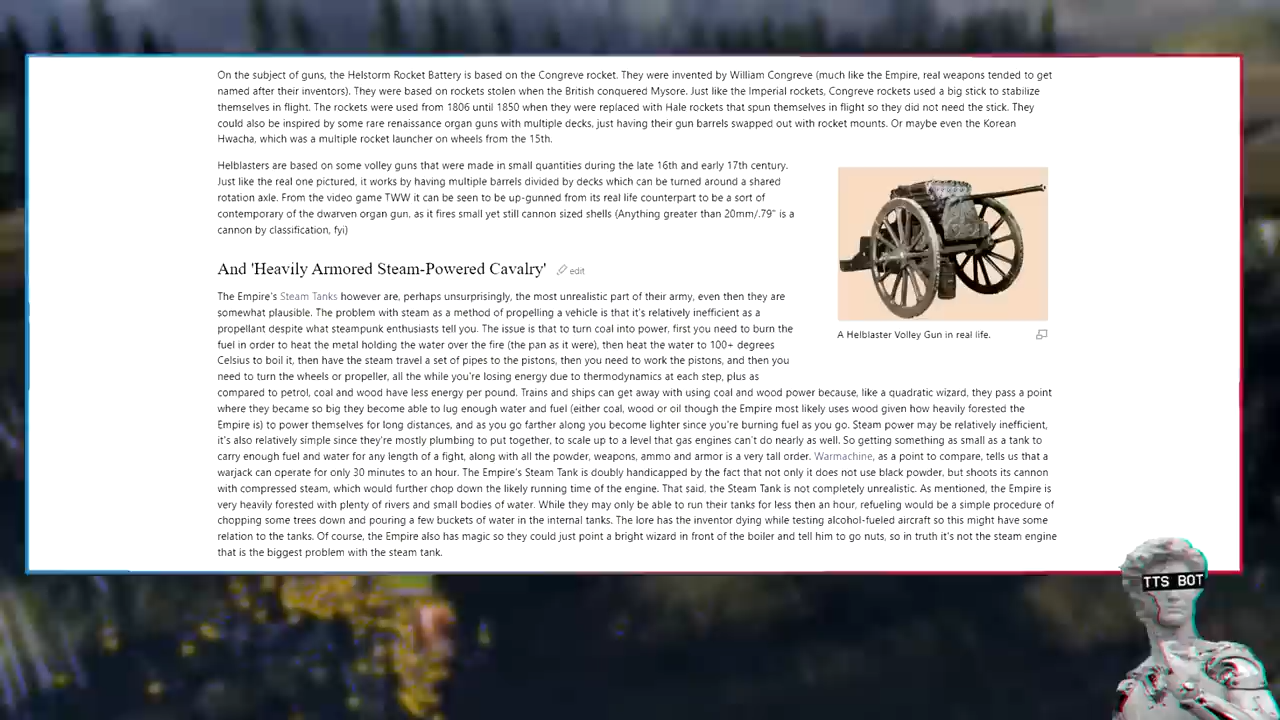 On the subject of guns, the Helstorm Rocket Battery is based on the Congreve rocket. They were invented by William Congreve (much like the Empire, real weapons tended to get
named after their inventors). They were based on rockets stolen when the British conquered Mysore. Just like the Imperial rockets, Congreve rockets used a big stick to stabilize
themselves in flight. The rockets were used from 1806 until 1850 when they were replaced with Hale rockets that spun themselves in flight so they did not need the stick. They
could also be inspired by some rare renaissance organ guns with multiple decks, just having their gun barrels swapped out with rocket mounts. Or maybe even the Korean
Hwacha, which was a multiple rocket launcher on wheels from the 15th.
Helblasters are based on some volley guns that were made in small quantities during the late 16th and early 17th century.
Just like the real one pictured, it works by having multiple barrels divided by decks which can be turned around a shared
rotation axle. From the video game TWW it can be seen to be up-gunned from its real life counterpart to be a sort of
contemporary of the dwarven organ gun, as it fires small yet still cannon sized shells (Anything greater than 20mm/.79" is a
cannon by classification, fyi)
A Helblaster Volley Gun in real life.
And 'Heavily Armored Steam-Powered Cavalry' edit
The Empire's Steam Tanks however are, perhaps unsurprisingly, the most unrealistic part of their army, even then they are
somewhat plausible. The problem with steam as a method of propelling a vehicle is that it's relatively inefficient as a
propellant despite what steampunk enthusiasts tell you. The issue is that to turn coal into power, first you need to burn the
fuel in order to heat the metal holding the water over the fire (the pan as it were), then heat the water to 100+ degrees
Celsius to boil it, then have the steam travel a set of pipes to the pistons, then you need to work the pistons, and then you
need to turn the wheels or propeller, all the while you're losing energy due to thermodynamics at each step, plus as
compared to petrol, coal and wood have less energy per pound. Trains and ships can get away with using coal and wood power because, like a quadratic wizard, they pass a point
where they became so big they become able to lug enough water and fuel (either coal, wood or oil though the Empire most likely uses wood given how heavily forested the
Empire is) to power themselves for long distances, and as you go farther along you become lighter since you're burning fuel as you go. Steam power may be relatively inefficient,
it's also relatively simple since they're mostly plumbing to put together, to scale up to a level that gas engines can't do nearly as well. So getting something as small as a tank to
carry enough fuel and water for any length of a fight, along with all the powder, weapons, ammo and armor is a very tall order. Warmachine, as a point to compare, tells us that a
warjack can operate for only 30 minutes to an hour. The Empire's Steam Tank is doubly handicapped by the fact that not only it does not use black powder, but shoots its cannon
with compressed steam, which would further chop down the likely running time of the engine. That said, the Steam Tank is not completely unrealistic. As mentioned, the Empire is
very heavily forested with plenty of rivers and small bodies of water. While they may only be able to run their tanks for less then an hour, refueling would be a simple procedure of
chopping some trees down and pouring a few buckets of water in the internal tanks. The lore has the inventor dying while testing alcohol-fueled aircraft so this might have some
relation to the tanks. Of course, the Empire also has magic so they could just point a bright wizard in front of the boiler and tell him to go nuts, so in truth it's not the steam engine
that is the biggest problem with the steam tank.
TTS BOT